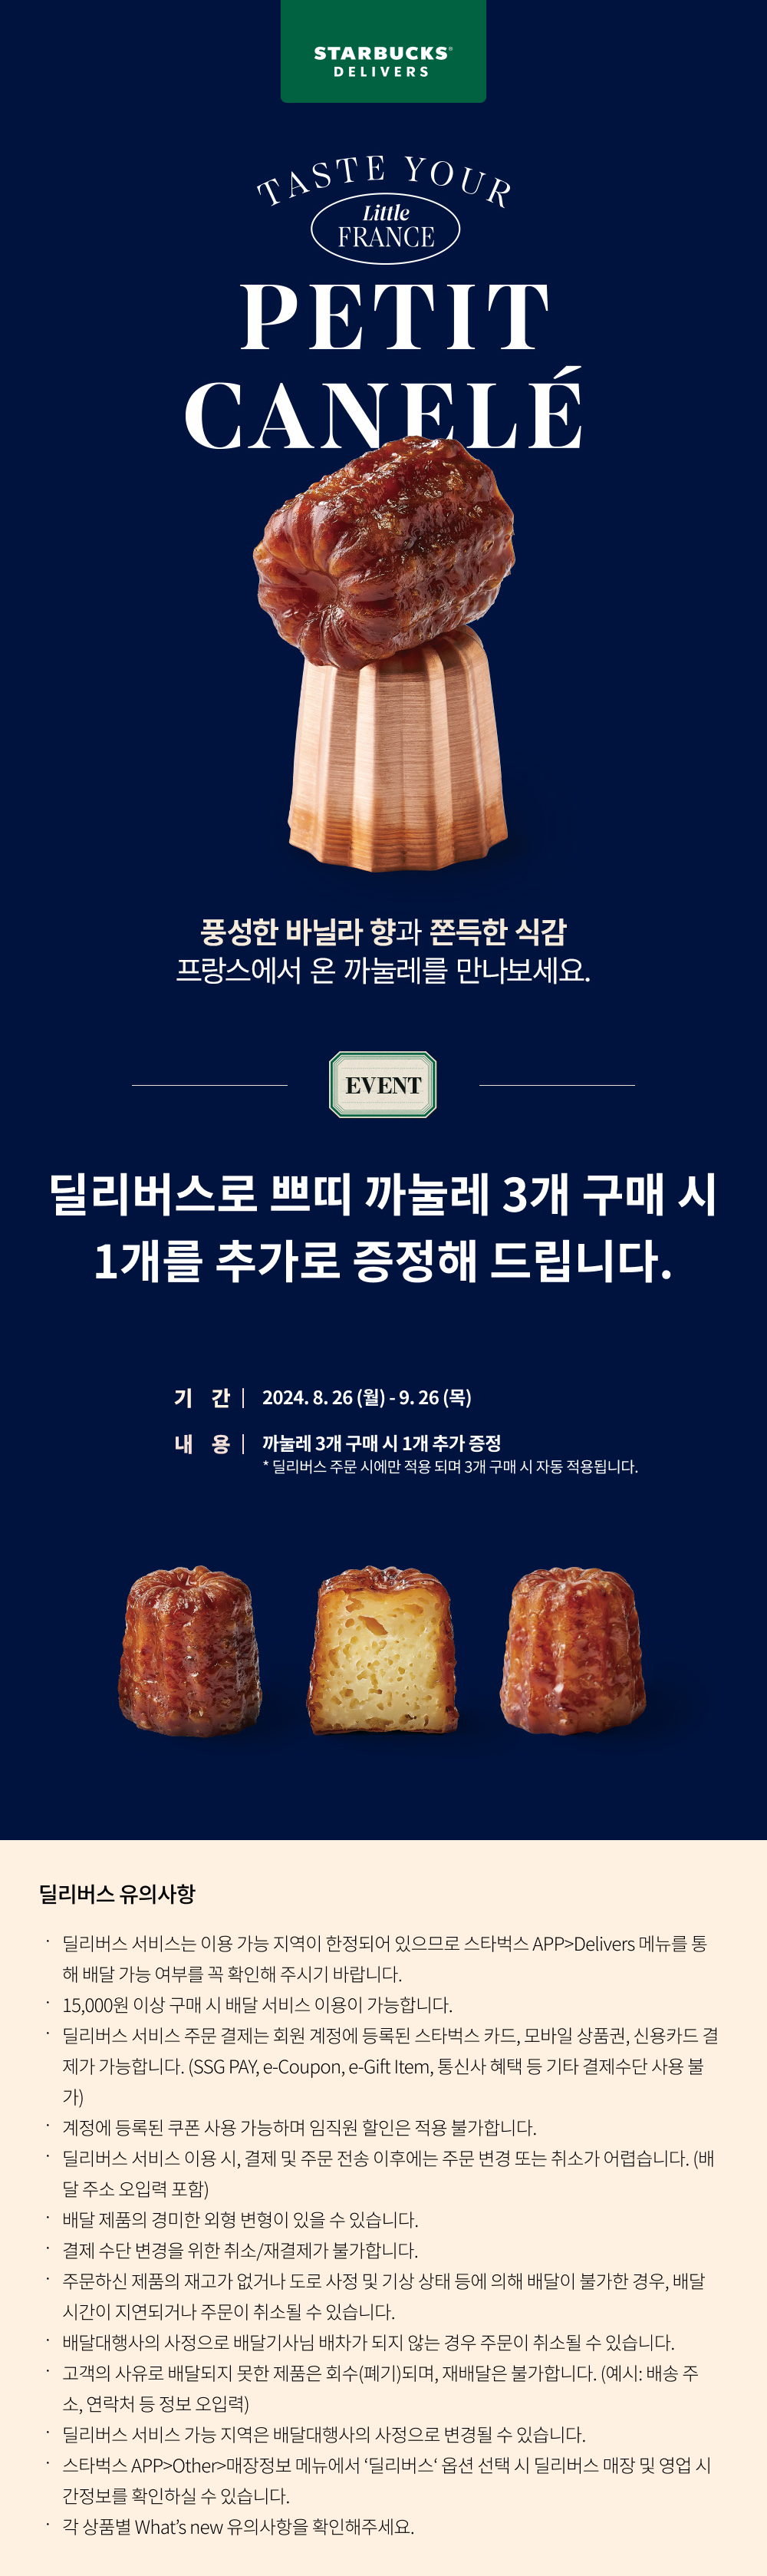 STARBUCKS®
DELIVERS
TASTE YOUR
Little
FRANCE
PETIT
CANELÉ
풍성한 바닐라 향과 쫀득한 식감
프랑스에서 온 까눌레를 만나보세요.
EVENT
딜리버스로 쁘띠 까눌레 3개 구매 시
1개를 추가로 증정해 드립니다.
기 간 | 2024. 8. 26 (월) - 9. 26 (목)
내 용 | 까눌레 3개 구매 시 1개 추가 증정
* 딜리버스 주문 시에만 적용 되며 3개 구매 시 자동 적용됩니다.
딜리버스 유의사항
· 딜리버스 서비스는 이용 가능 지역이 한정되어 있으므로 스타벅스 APP>Delivers 메뉴를 통
해 배달 가능 여부를 꼭 확인해 주시기 바랍니다.
· 15,000원 이상 구매 시 배달 서비스 이용이 가능합니다.
· 딜리버스 서비스 주문 결제는 회원 계정에 등록된 스타벅스 카드, 모바일 상품권, 신용카드 결
제가 가능합니다. (SSG PAY, e-Coupon, e-Gift Item, 통신사 혜택 등 기타 결제수단 사용 불
가)
· 계정에 등록된 쿠폰 사용 가능하며 임직원 할인은 적용 불가합니다.
· 딜리버스 서비스 이용 시, 결제 및 주문 전송 이후에는 주문 변경 또는 취소가 어렵습니다. (배
달 주소 오입력 포함)
· 배달 제품의 경미한 외형 변형이 있을 수 있습니다.
· 결제 수단 변경을 위한 취소/재결제가 불가합니다.
· 주문하신 제품의 재고가 없거나 도로 사정 및 기상 상태 등에 의해 배달이 불가한 경우, 배달
시간이 지연되거나 주문이 취소될 수 있습니다.
· 배달대행사의 사정으로 배달기사님 배차가 되지 않는 경우 주문이 취소될 수 있습니다.
· 고객의 사유로 배달되지 못한 제품은 회수(폐기)되며, 재배달은 불가합니다. (예시: 배송 주
소, 연락처 등 정보 오입력)
· 딜리버스 서비스 가능 지역은 배달대행사의 사정으로 변경될 수 있습니다.
· 스타벅스 APP>Other>매장정보 메뉴에서 ‘딜리버스‘ 옵션 선택 시 딜리버스 매장 및 영업 시
간정보를 확인하실 수 있습니다.
· 각 상품별 What’s new 유의사항을 확인해주세요.